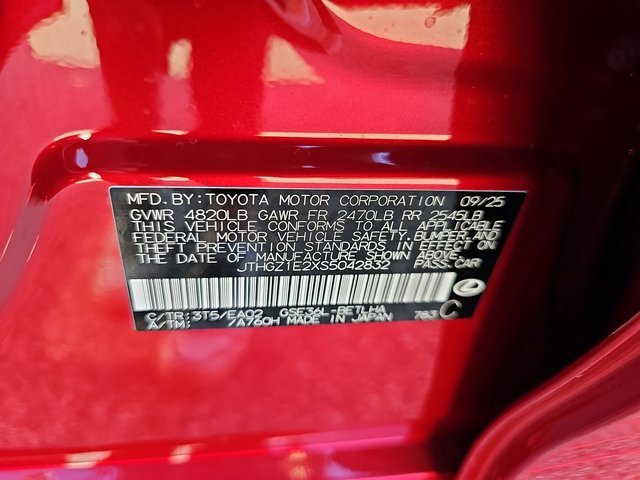 MFD.BY:TOYOTA MOTOR CORPORATION 09/25
GVWR 4820LB GAWR FR 2470LB RR 2545LB
THIS VEHICLE CONFORMS TO ALL APPLICABLE
FEDERAL MOTOR VEHICLE SAFETY,BUMPER,AND
THEFT PREVENTION STANDARDS IN EFFECT ON
THE DATE OF MANUFACTURE SHOWN ABOVE.
JTHGZ1E2XS5042832 PASS.CAR
C/TR:3T5/EA02 GSE36L-BETLHA
A/TM: /A760H MADE IN JAPAN 783 C